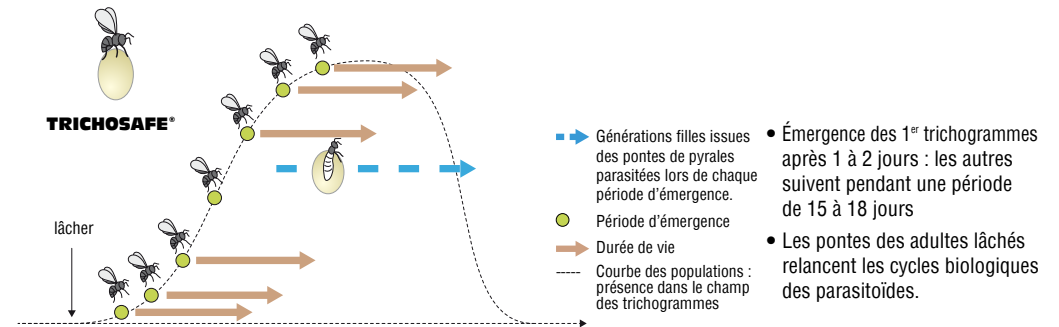 TRICHOSAFE®
lâcher
Générations filles issues
des pontes de pyrales
parasitées lors de chaque
période d’émergence.
Période d’émergence
Durée de vie
Courbe des populations :
présence dans le champ
des trichogrammes
• Émergence des 1er trichogrammes
après 1 à 2 jours : les autres
suivent pendant une période
de 15 à 18 jours
• Les pontes des adultes lâchés
relancent les cycles biologiques
des parasitoïdes.